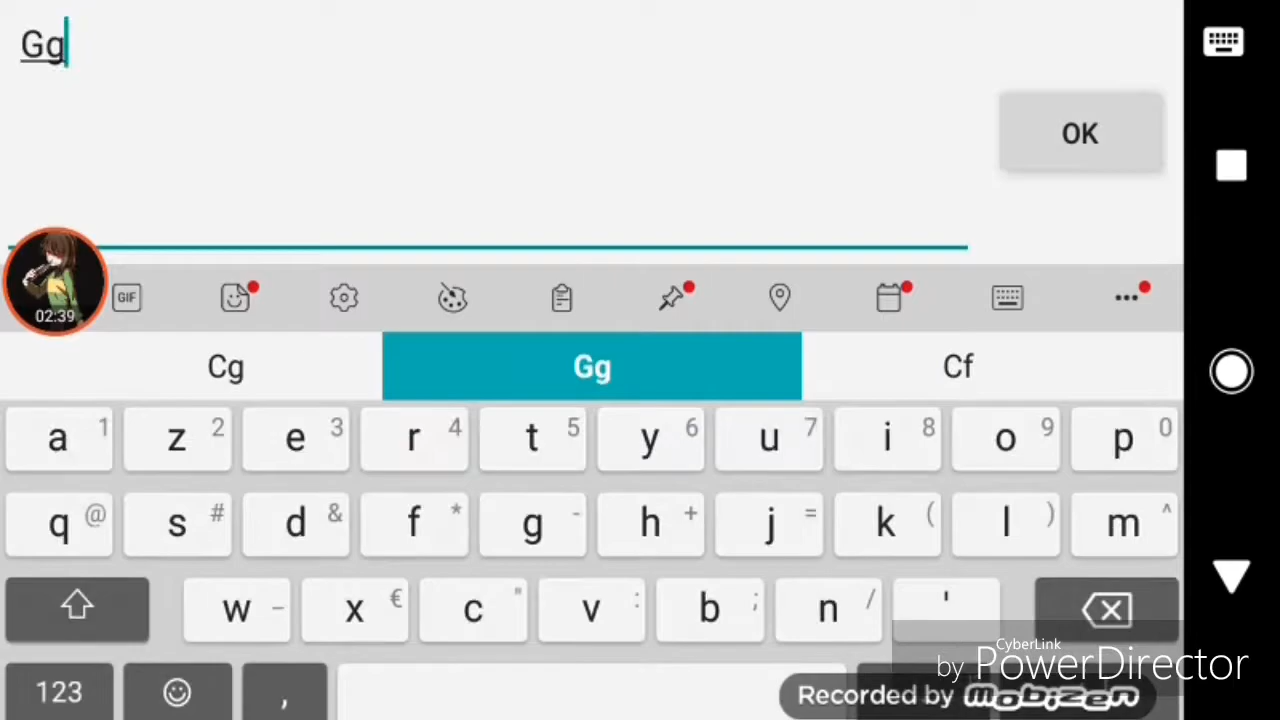 Gg
OK
02:39
GIF
Cg Gg Cf
a 1 z 2 e 3 r 4 t 5 y 6 u 7 i 8 o 9 p 0
q @ s # d & f * g - h + j = k ( l ) m ^
w _ x € c " v : b ; n / '
CyberLink
by PowerDirector
123 ,
Recorded by mobizen